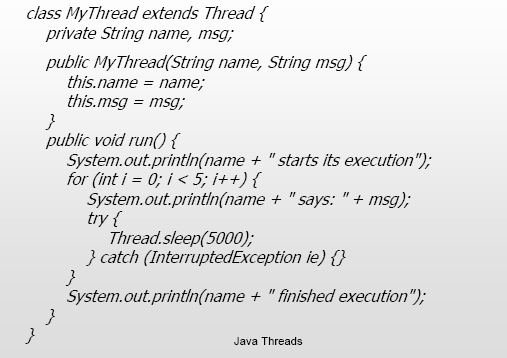 class MyThread extends Thread {
private String name, msg;
public MyThread(String name, String msg) {
this.name = name;
this.msg = msg;
}
public void run() {
System.out.println(name + " starts its execution");
for (int i = 0; i < 5; i++) {
System.out.println(name + " says: " + msg);
try {
Thread.sleep(5000);
} catch (InterruptedException ie) {}
}
System.out.println(name + " finished execution");
}
}
Java Threads